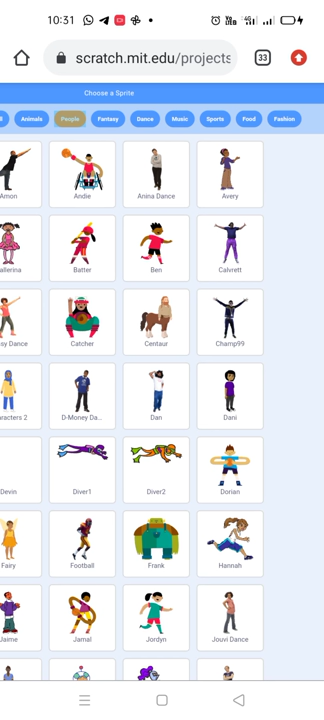 10:31
scratch.mit.edu/projects
33
Choose a Sprite
Animals People Fantasy Dance Music Sports Food Fashion
Amon Andie Anina Dance Avery
allerina Batter Ben Calvrett
sy Dance Catcher Centaur Champ99
aracters 2 D-Money Da... Dan Dani
Devin Diver1 Diver2 Dorian
Fairy Football Frank Hannah
Jaime Jamal Jordyn Jouvi Dance